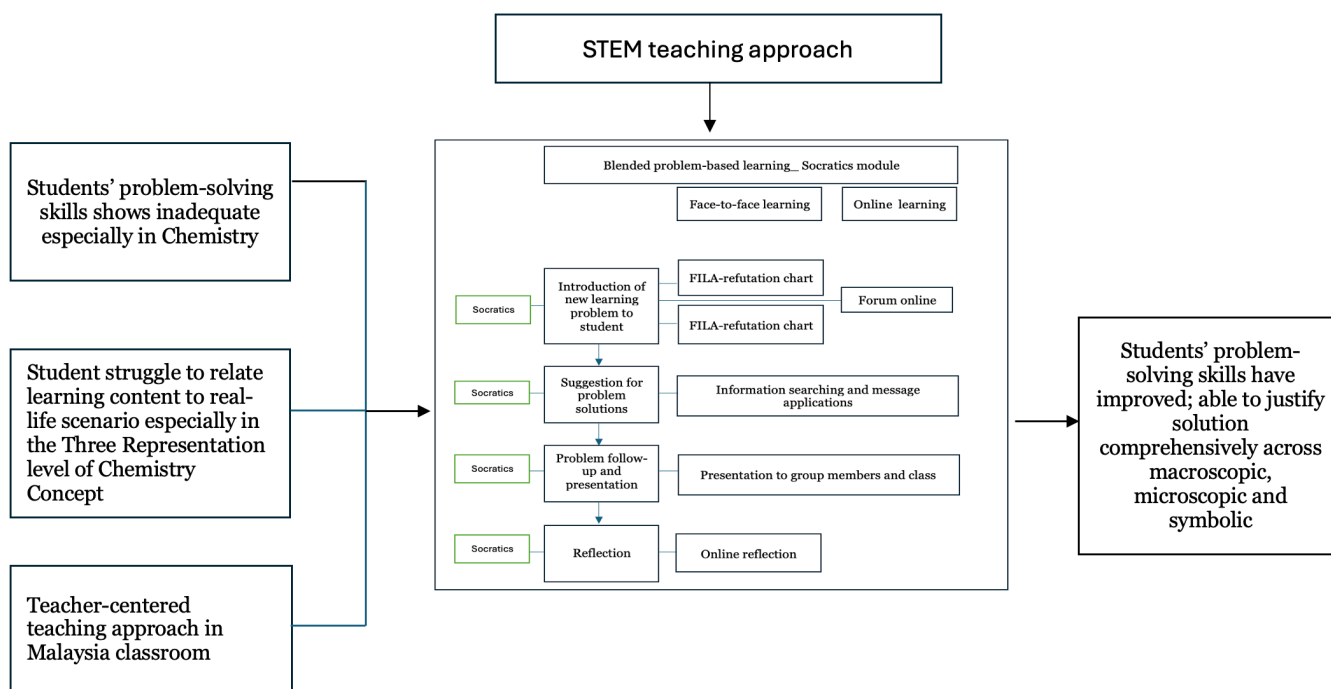 STEM teaching approach
Students’ problem-solving
skills shows inadequate
especially in Chemistry
Student struggle to relate
learning content to real-
life scenario especially in
the Three Representation
level of Chemistry
Concept
Teacher-centered
teaching approach in
Malaysia classroom
Blended problem-based learning_ Socratics module
Face-to-face learning
Online learning
Socratics
Introduction of
new learning
problem to
student
FILA-refutation chart
Forum online
FILA-refutation chart
Socratics
Suggestion for
problem
solutions
Information searching and message
applications
Socratics
Problem follow-
up and
presentation
Presentation to group members and class
Socratics
Reflection
Online reflection
Students’ problem-
solving skills have
improved; able to justify
solution
comprehensively across
macroscopic,
microscopic and
symbolic